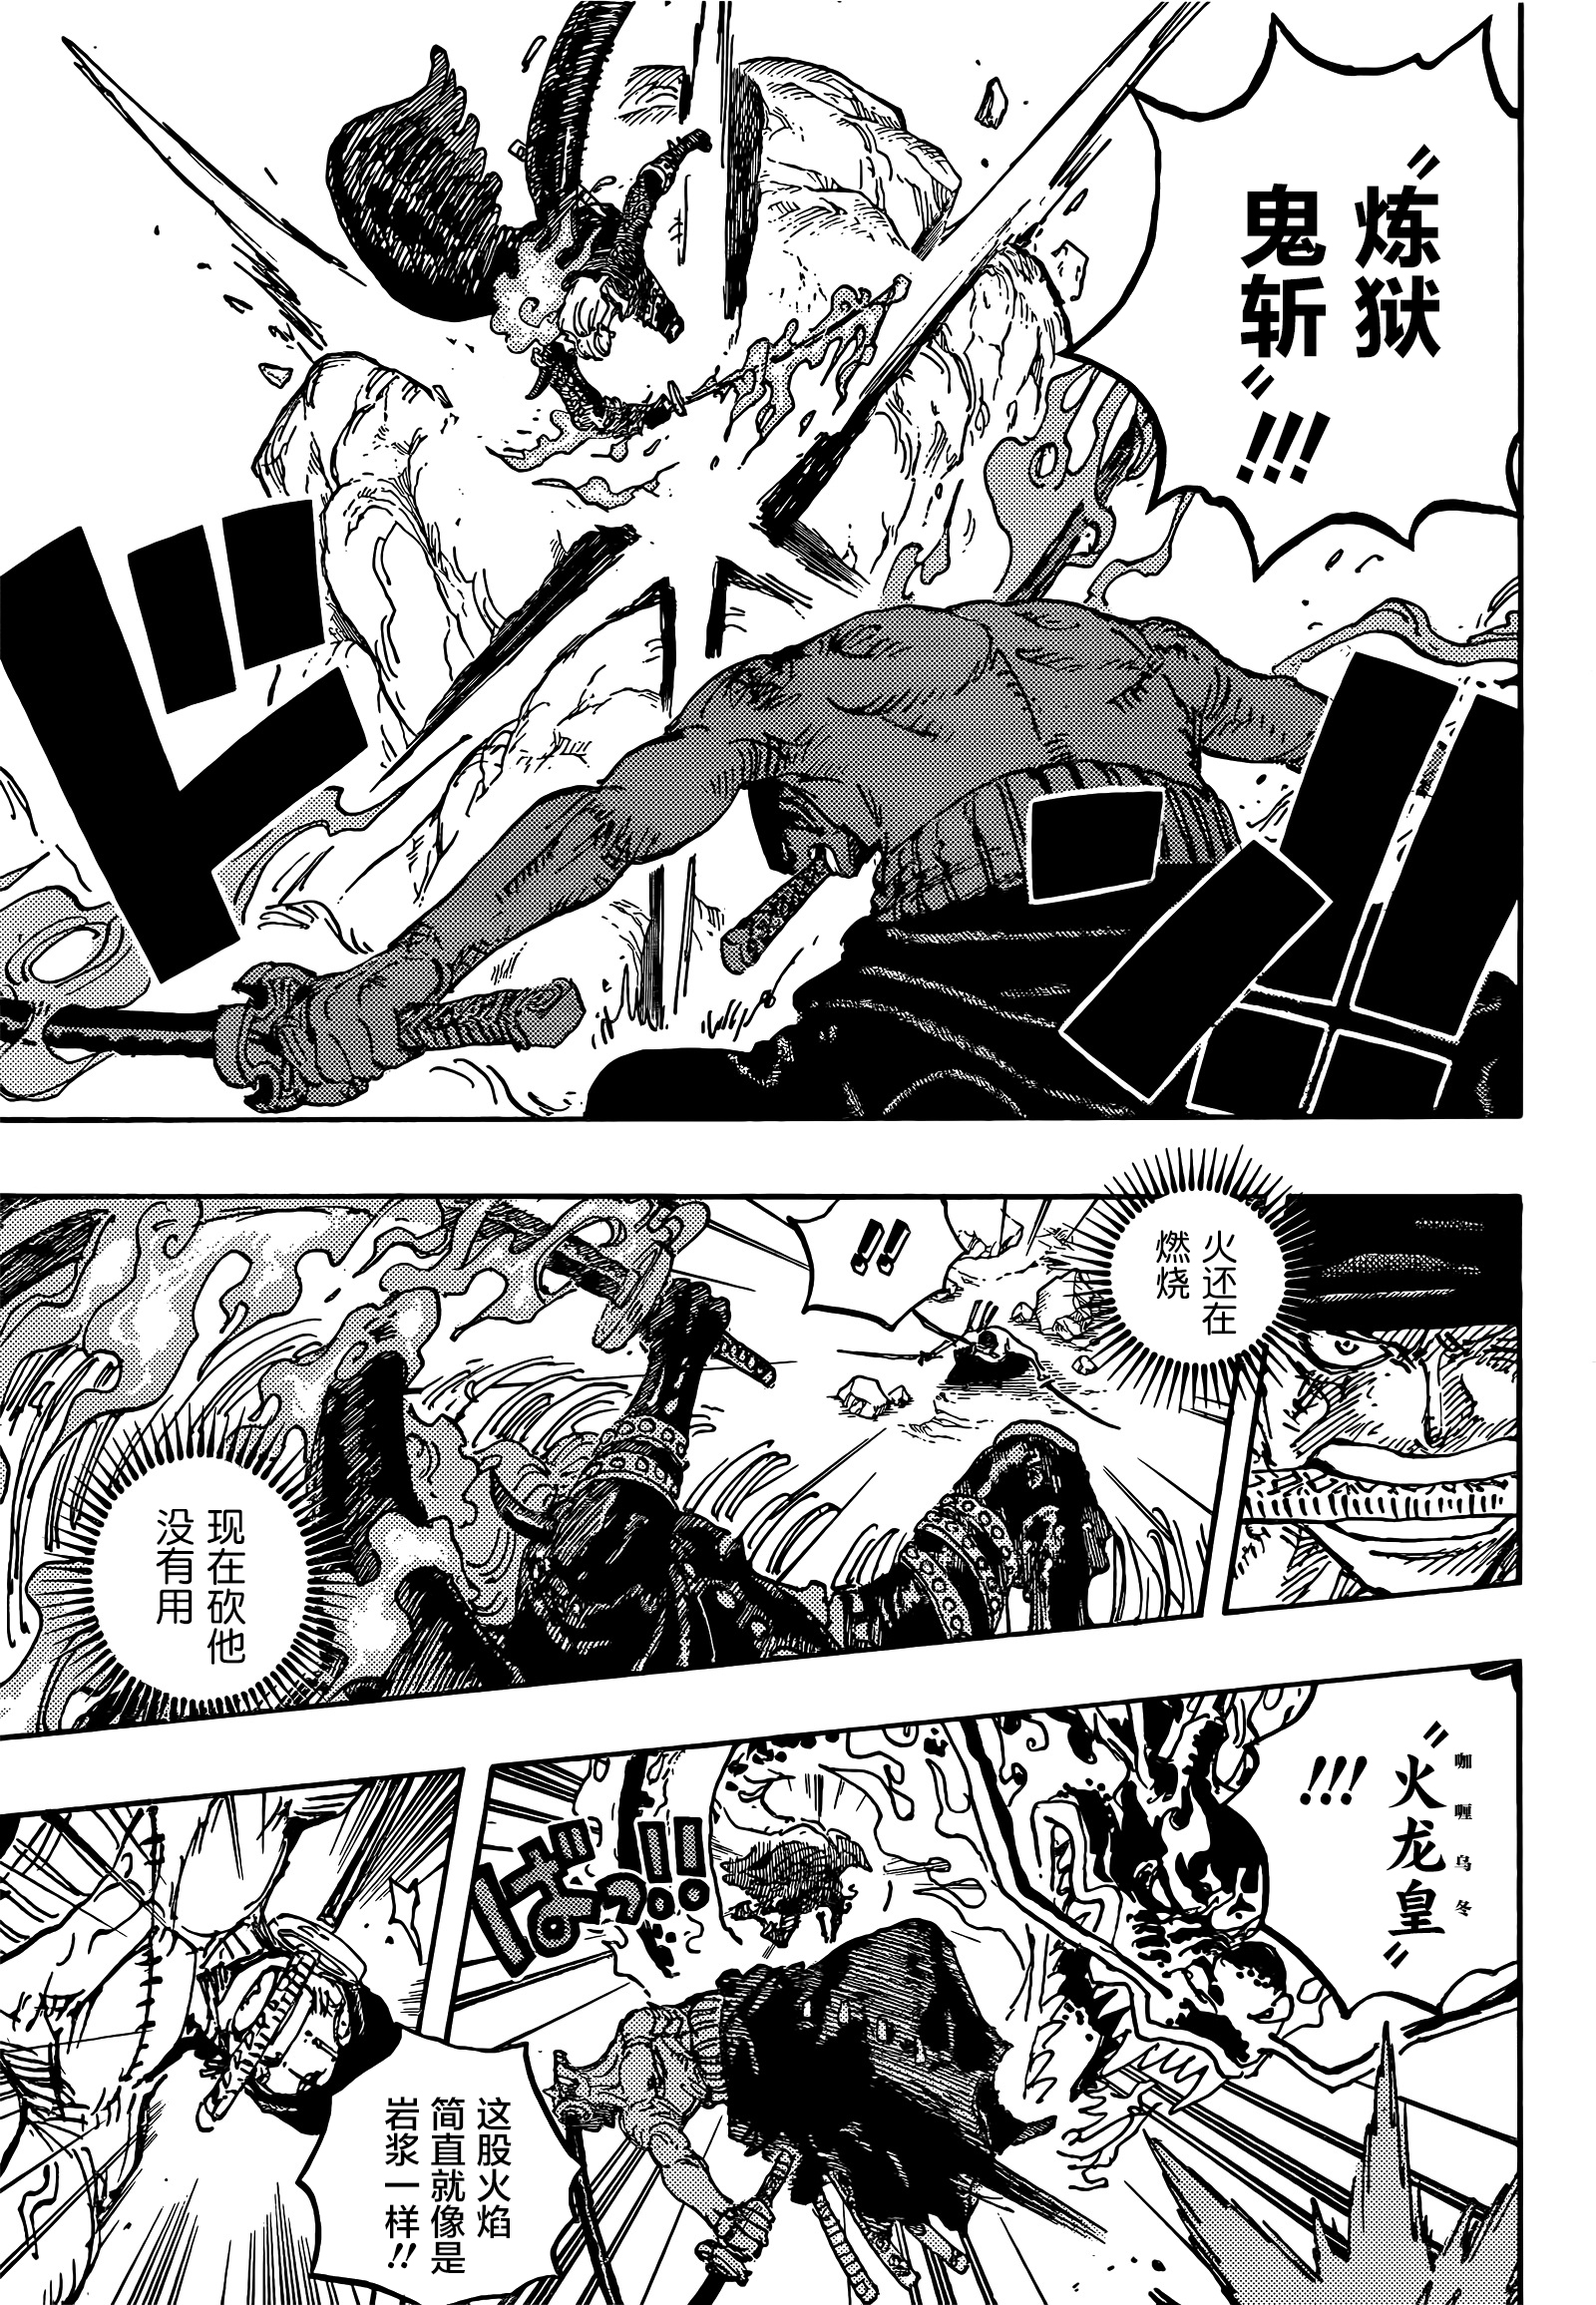 “炼狱
鬼斩”!!!
ドン!!
火还在
燃烧
!!
现在砍他
没有用
“火龙皇”
咖喱乌冬
!!!
ばっ!!
这股火焰
简直就像是
岩浆一样!!